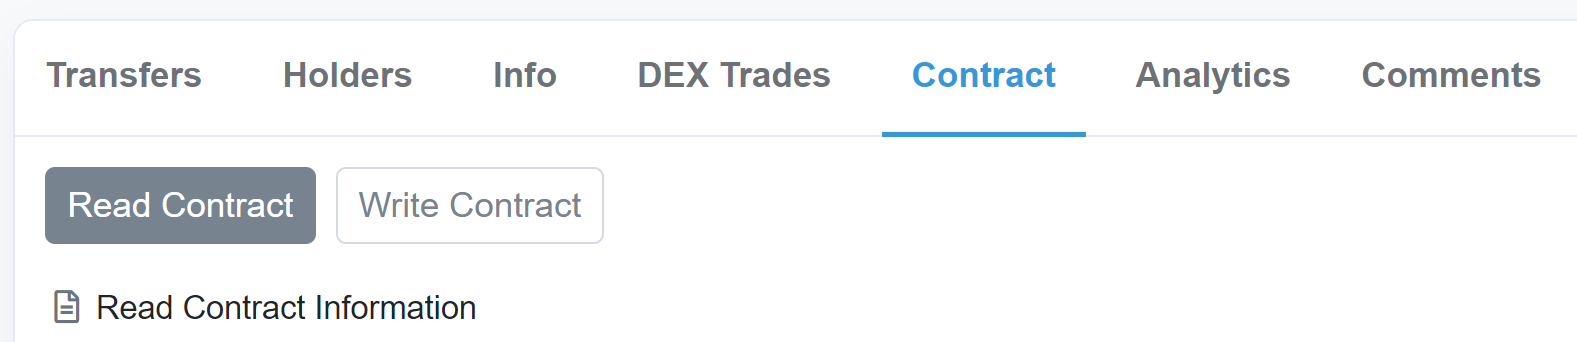 Transfers Holders Info DEX Trades Contract Analytics Comments
Read Contract Write Contract
Read Contract Information